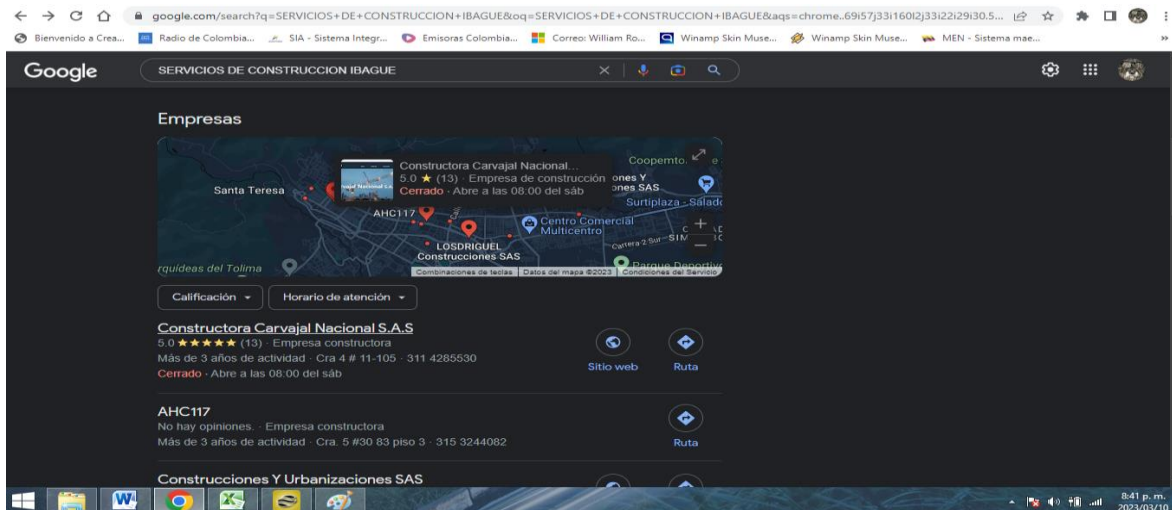 google.com/search?q=SERVICIOS+DE+CONSTRUCCION+IBAGUE&oq=SERVICIOS+DE+CONSTRUCCION+IBAGUE&aqs=chrome..69i57j33i160l2j33i22i29i30.5...
Bienvenido a Crea... Radio de Colombia... SIA - Sistema Integr... Emisoras Colombia... Correo: William Ro... Winamp Skin Muse... Winamp Skin Muse... MEN - Sistema mae... »
Google SERVICIOS DE CONSTRUCCION IBAGUE
Empresas
Constructora Carvajal Nacional...
5.0 ★ (13) · Empresa de construcción
Cerrado · Abre a las 08:00 del sáb
Coopemto.
ones Y
ones SAS
Santa Teresa
Surtiplaza - Salado
AHC117
Centro Comercial
Multicentro
Carrera 2 Sur
LOSDRIGUEL
Construcciones SAS
rquídeas del Tolima
Parque Deportivo
Combinaciones de teclas Datos del mapa ©2023 Condiciones del Servicio
Calificación Horario de atención
Constructora Carvajal Nacional S.A.S
5.0 ★★★★★ (13) · Empresa constructora
Más de 3 años de actividad · Cra 4 # 11-105 · 311 4285530
Cerrado · Abre a las 08:00 del sáb
Sitio web Ruta
AHC117
No hay opiniones. · Empresa constructora
Más de 3 años de actividad · Cra. 5 #30 83 piso 3 · 315 3244082
Ruta
Construcciones Y Urbanizaciones SAS
8:41 p. m.
2023/03/10